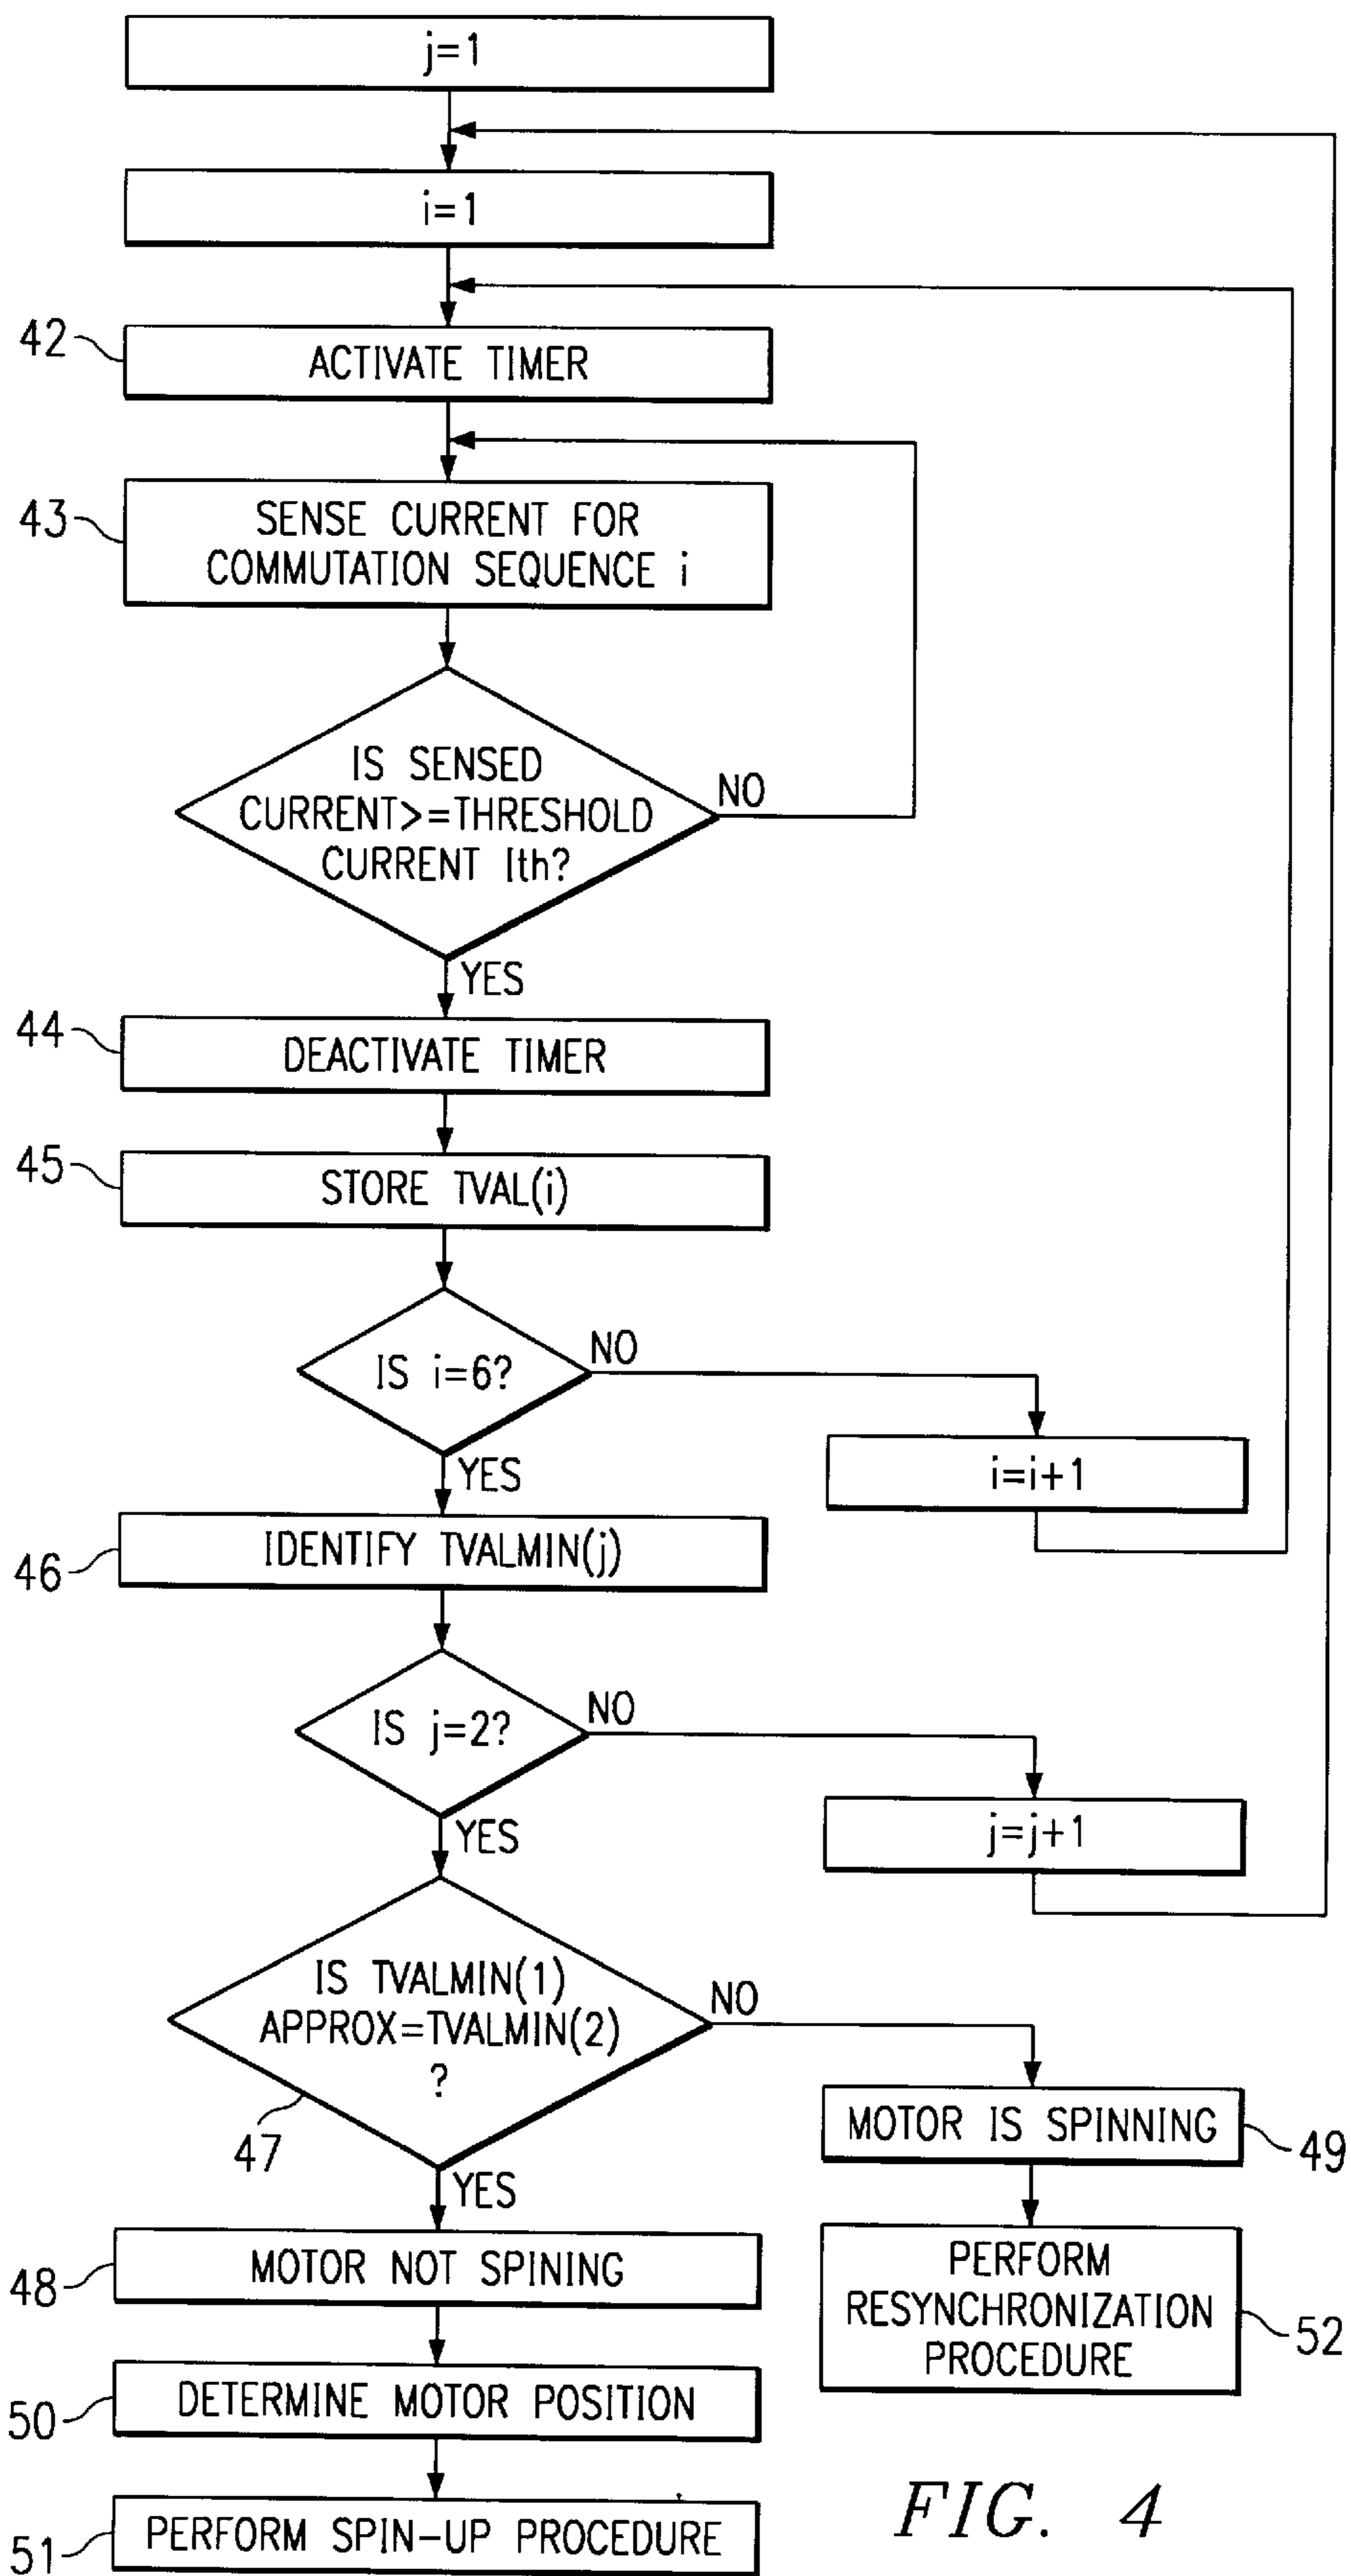 j=1
i=1
42
ACTIVATE TIMER
43
SENSE CURRENT FOR
COMMUTATION SEQUENCE i
IS SENSED
CURRENT>=THRESHOLD
CURRENT Ith?
NO
YES
44
DEACTIVATE TIMER
45
STORE TVAL(i)
IS i=6?
NO
YES
i=i+1
46
IDENTIFY TVALMIN(j)
IS j=2?
NO
YES
j=j+1
IS TVALMIN(1)
APPROX=TVALMIN(2)
?
NO
47
YES
MOTOR IS SPINNING
49
48
MOTOR NOT SPINING
PERFORM
RESYNCHRONIZATION
PROCEDURE
52
50
DETERMINE MOTOR POSITION
51
PERFORM SPIN-UP PROCEDURE
FIG. 4